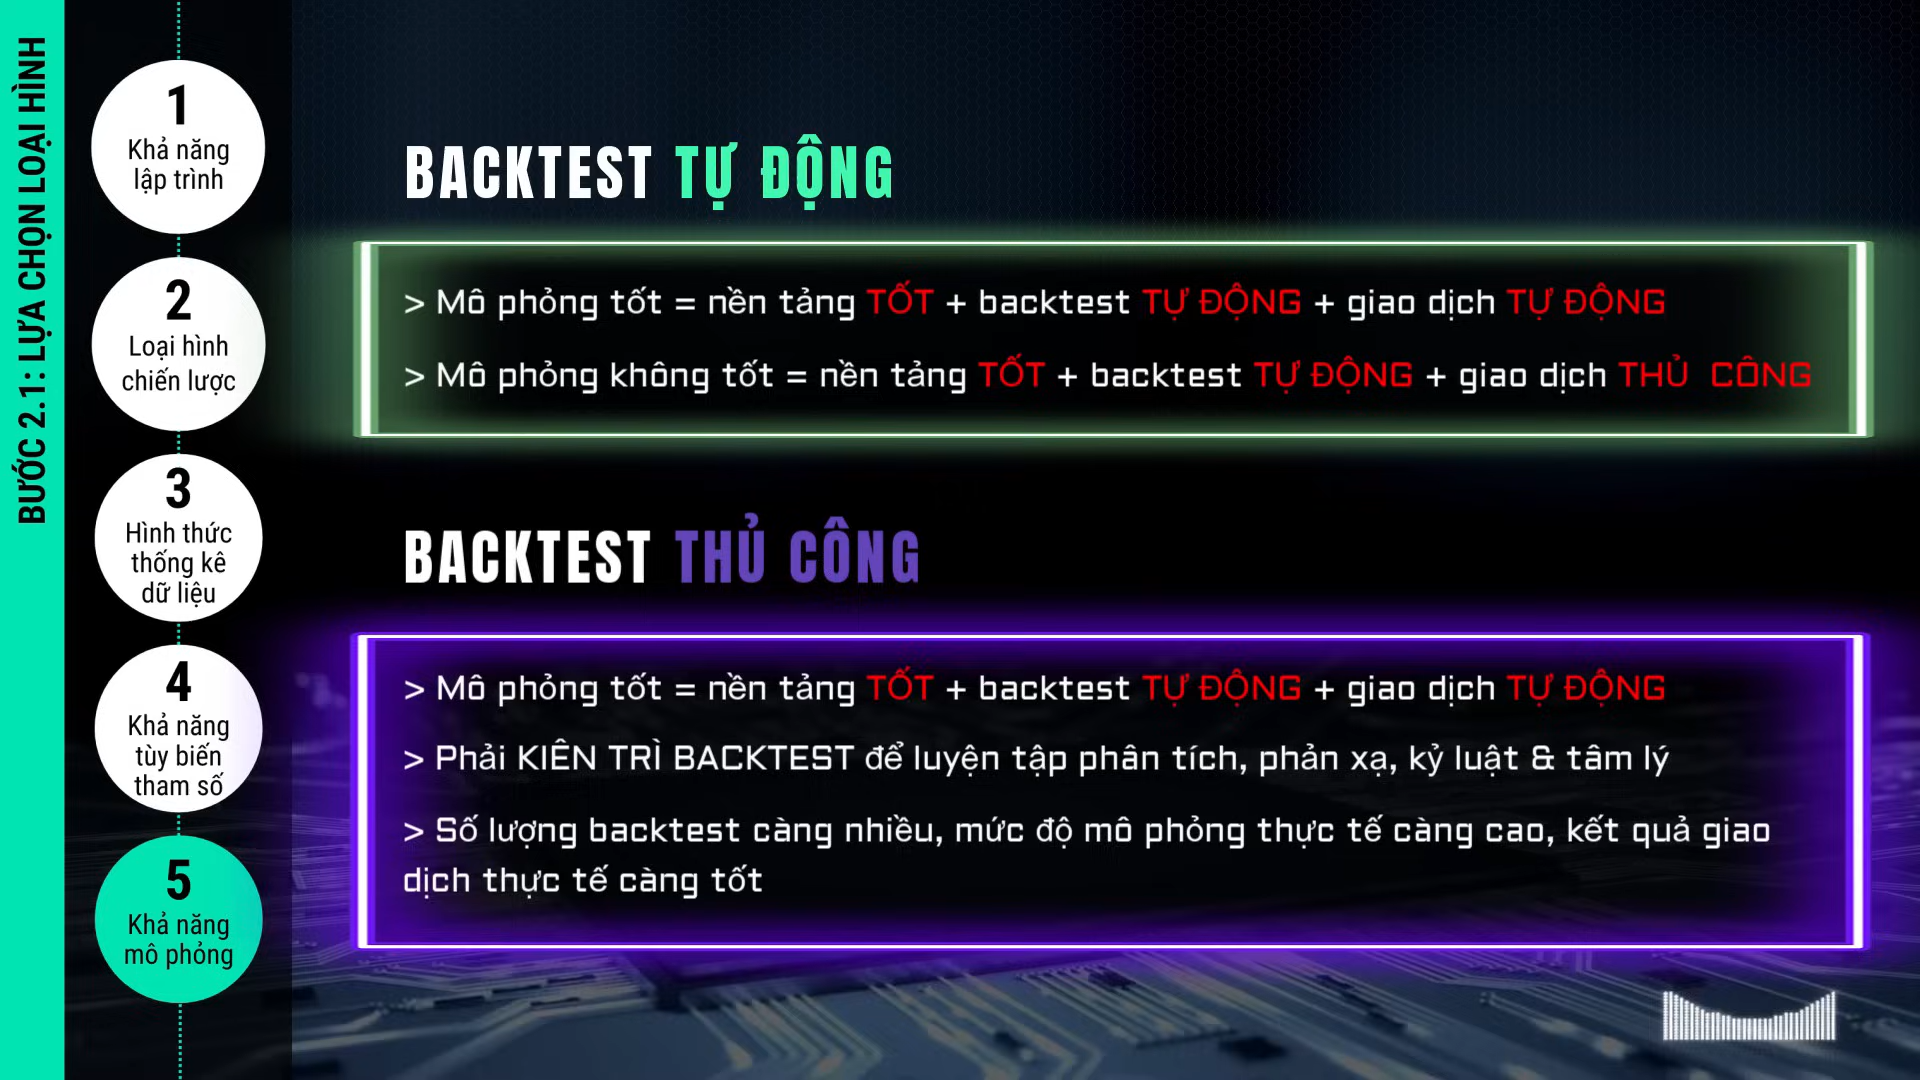 BƯỚC 2.1: LỰA CHỌN LOẠI HÌNH
1
Khả năng
lập trình
2
Loại hình
chiến lược
3
Hình thức
thống kê
dữ liệu
4
Khả năng
tùy biến
tham số
5
Khả năng
mô phỏng
BACKTEST TỰ ĐỘNG
> Mô phỏng tốt = nền tảng TỐT + backtest TỰ ĐỘNG + giao dịch TỰ ĐỘNG
> Mô phỏng không tốt = nền tảng TỐT + backtest TỰ ĐỘNG + giao dịch THỦ CÔNG
BACKTEST THỦ CÔNG
> Mô phỏng tốt = nền tảng TỐT + backtest TỰ ĐỘNG + giao dịch TỰ ĐỘNG
> Phải KIÊN TRÌ BACKTEST để luyện tập phân tích, phản xạ, kỷ luật & tâm lý
> Số lượng backtest càng nhiều, mức độ mô phỏng thực tế càng cao, kết quả giao
dịch thực tế càng tốt